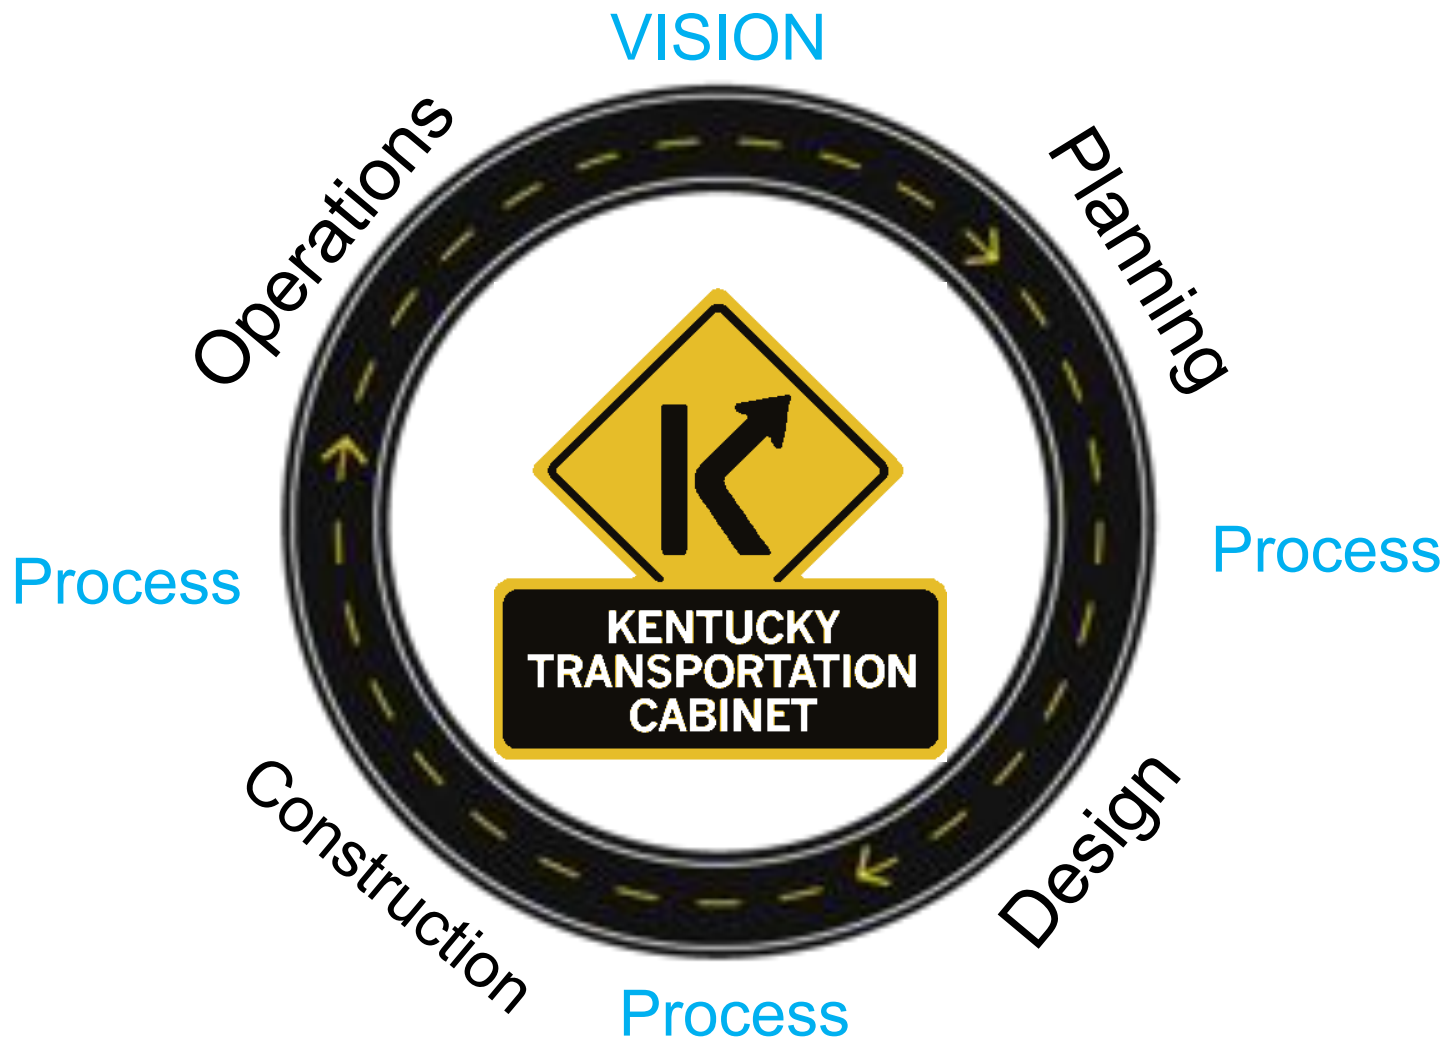 VISION
Operations
Planning
KENTUCKY
TRANSPORTATION
CABINET
Process
Process
Construction
Design
Process